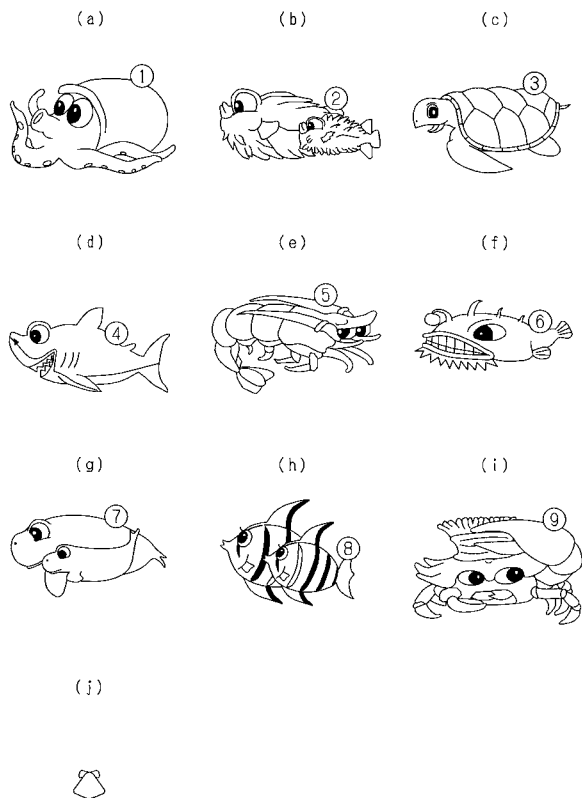 (a) (b) (c)
① ② ③
(d) (e) (f)
④ ⑤ ⑥
(g) (h) (i)
⑦ ⑧ ⑨
(j)